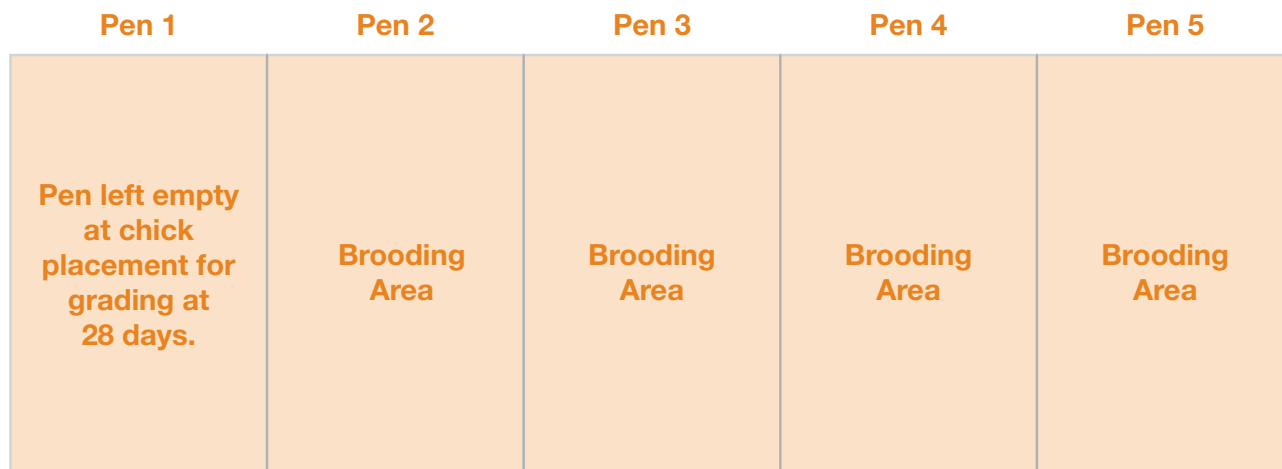 Pen 1
Pen 2
Pen 3
Pen 4
Pen 5
Pen left empty
at chick
placement for
grading at
28 days.
Brooding
Area
Brooding
Area
Brooding
Area
Brooding
Area